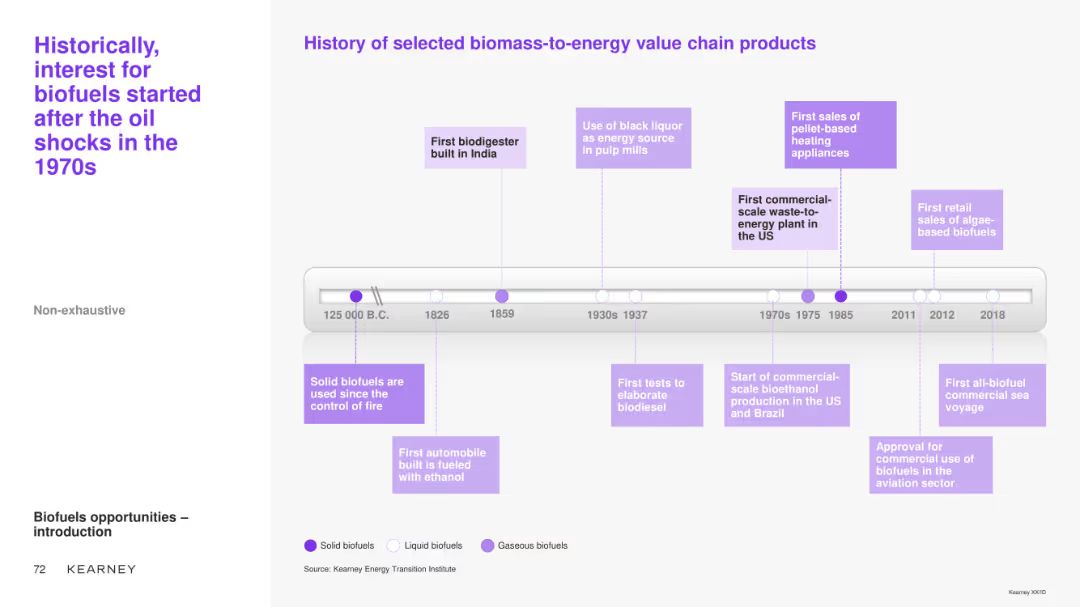 Historically,
interest for
biofuels started
after the oil
shocks in the
1970s
Non-exhaustive
Biofuels opportunities –
introduction
72 KEARNEY
History of selected biomass-to-energy value chain products
First biodigester
built in India
Use of black liquor
as energy source
in pulp mills
First sales of
pellet-based
heating
appliances
First commercial-
scale waste-to-
energy plant in
the US
First retail
sales of algae-
based biofuels
125 000 B.C. 1826 1859 1930s 1937 1970s 1975 1985 2011 2012 2018
Solid biofuels are
used since the
control of fire
First automobile
built is fueled
with ethanol
First tests to
elaborate
biodiesel
Start of commercial-
scale bioethanol
production in the US
and Brazil
Approval for
commercial use of
biofuels in the
aviation sector
First all-biofuel
commercial sea
voyage
Solid biofuels Liquid biofuels Gaseous biofuels
Source: Kearney Energy Transition Institute